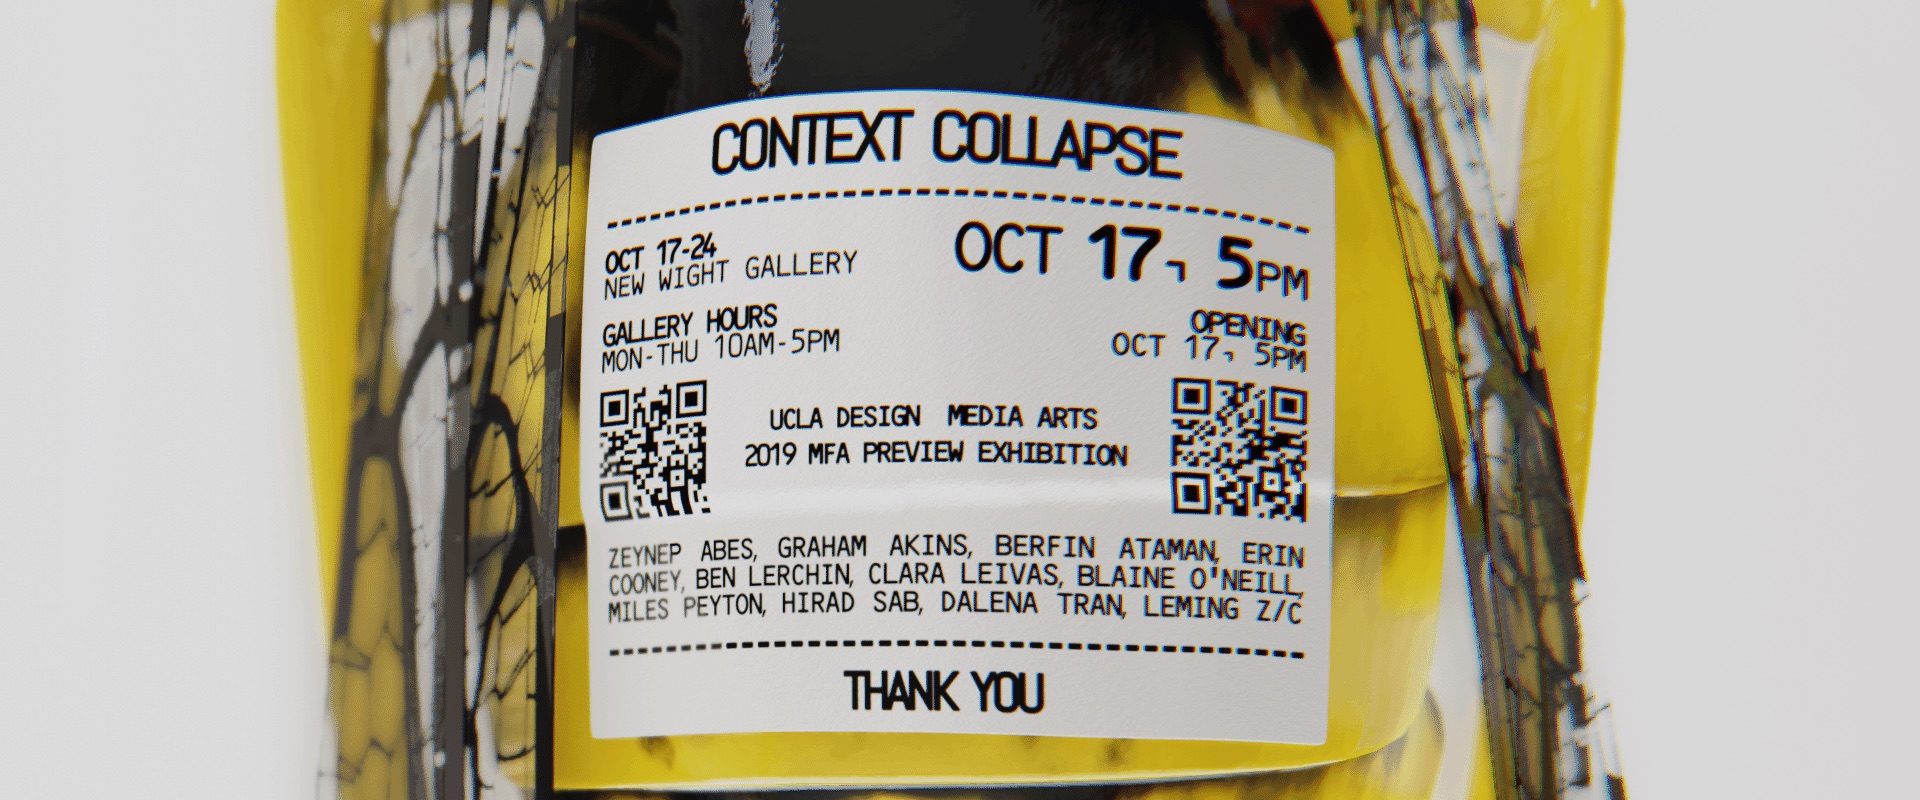 CONTEXT COLLAPSE
OCT 17-24
NEW WIGHT GALLERY
OCT 17, 5PM
GALLERY HOURS
MON-THU 10AM-5PM
OPENING
OCT 17, 5PM
UCLA DESIGN MEDIA ARTS
2019 MFA PREVIEW EXHIBITION
ZEYNEP ABES, GRAHAM AKINS, BERFIN ATAMAN, ERIN
COONEY, BEN LERCHIN, CLARA LEIVAS, BLAINE O'NEILL,
MILES PEYTON, HIRAD SAB, DALENA TRAN, LEMING Z/C
THANK YOU